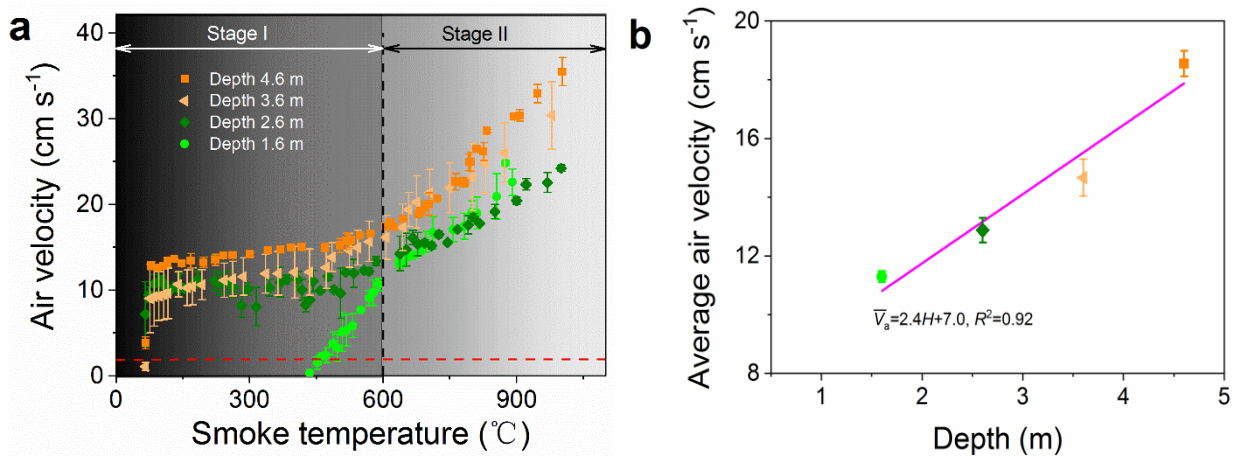 a
Stage I
Stage II
Depth 4.6 m
Depth 3.6 m
Depth 2.6 m
Depth 1.6 m
Air velocity (cm s⁻¹)
40
30
20
10
0
0
300
600
900
Smoke temperature (℃)
b
Average air velocity (cm s⁻¹)
20
16
12
8
V̅ₐ=2.4H+7.0, R²=0.92
1
2
3
4
5
Depth (m)